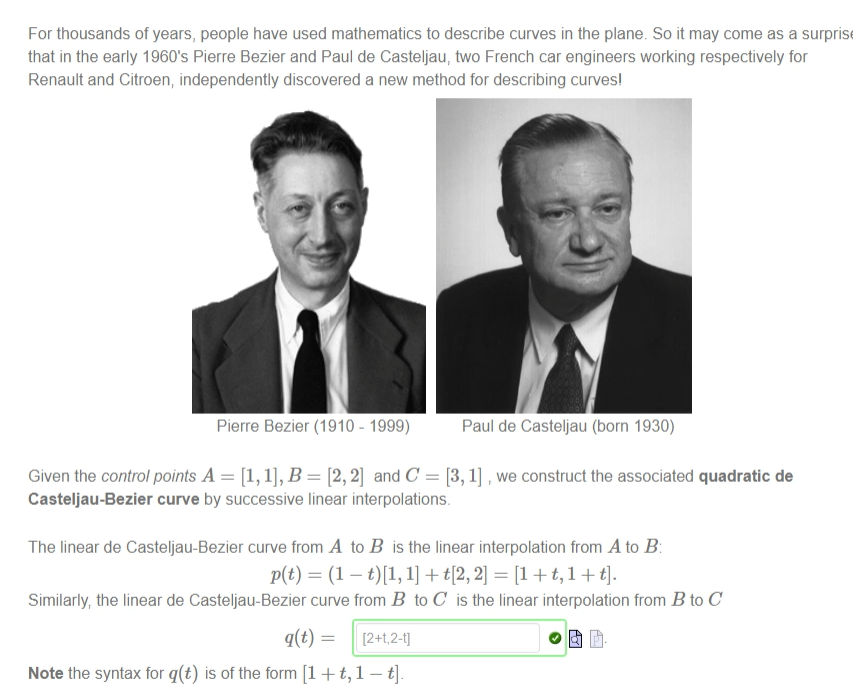 For thousands of years, people have used mathematics to describe curves in the plane. So it may come as a surprise
that in the early 1960's Pierre Bezier and Paul de Casteljau, two French car engineers working respectively for
Renault and Citroen, independently discovered a new method for describing curves!
Pierre Bezier (1910 - 1999)
Paul de Casteljau (born 1930)
Given the control points A = [1, 1], B = [2, 2] and C = [3, 1] , we construct the associated quadratic de
Casteljau-Bezier curve by successive linear interpolations.
The linear de Casteljau-Bezier curve from A to B is the linear interpolation from A to B:
p(t) = (1 − t)[1, 1] + t[2, 2] = [1 + t, 1 + t].
Similarly, the linear de Casteljau-Bezier curve from B to C is the linear interpolation from B to C
q(t) = [2+t,2-t] .
Note the syntax for q(t) is of the form [1 + t, 1 − t].